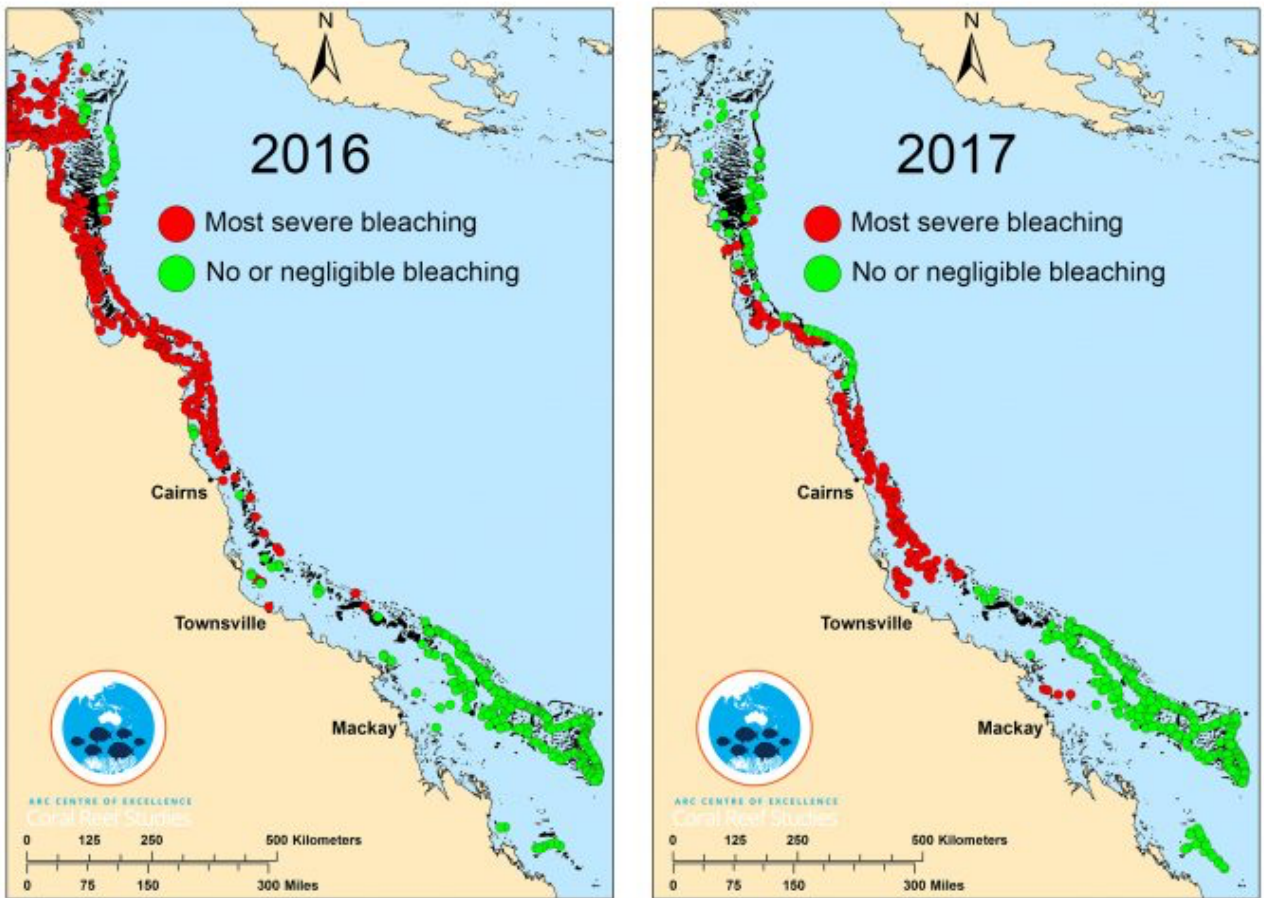 N
2016
Most severe bleaching
No or negligible bleaching
Cairns
Townsville
Mackay
ARC CENTRE OF EXCELLENCE
Coral Reef Studies
0 125 250 500 Kilometers
0 75 150 300 Miles
N
2017
Most severe bleaching
No or negligible bleaching
Cairns
Townsville
Mackay
ARC CENTRE OF EXCELLENCE
Coral Reef Studies
0 125 250 500 Kilometers
0 75 150 300 Miles